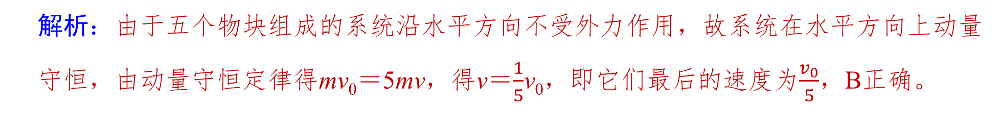 解析：由于五个物块组成的系统沿水平方向不受外力作用，故系统在水平方向上动量
守恒，由动量守恒定律得mv₀＝5mv，得v＝1/5v₀，即它们最后的速度为v₀/5，B正确。